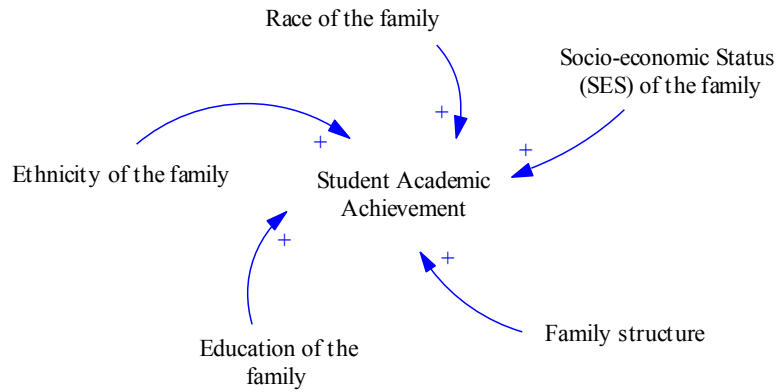 Race of the family
Socio-economic Status
(SES) of the family
+
+
+
Ethnicity of the family
Student Academic
Achievement
+
+
Family structure
Education of the
family